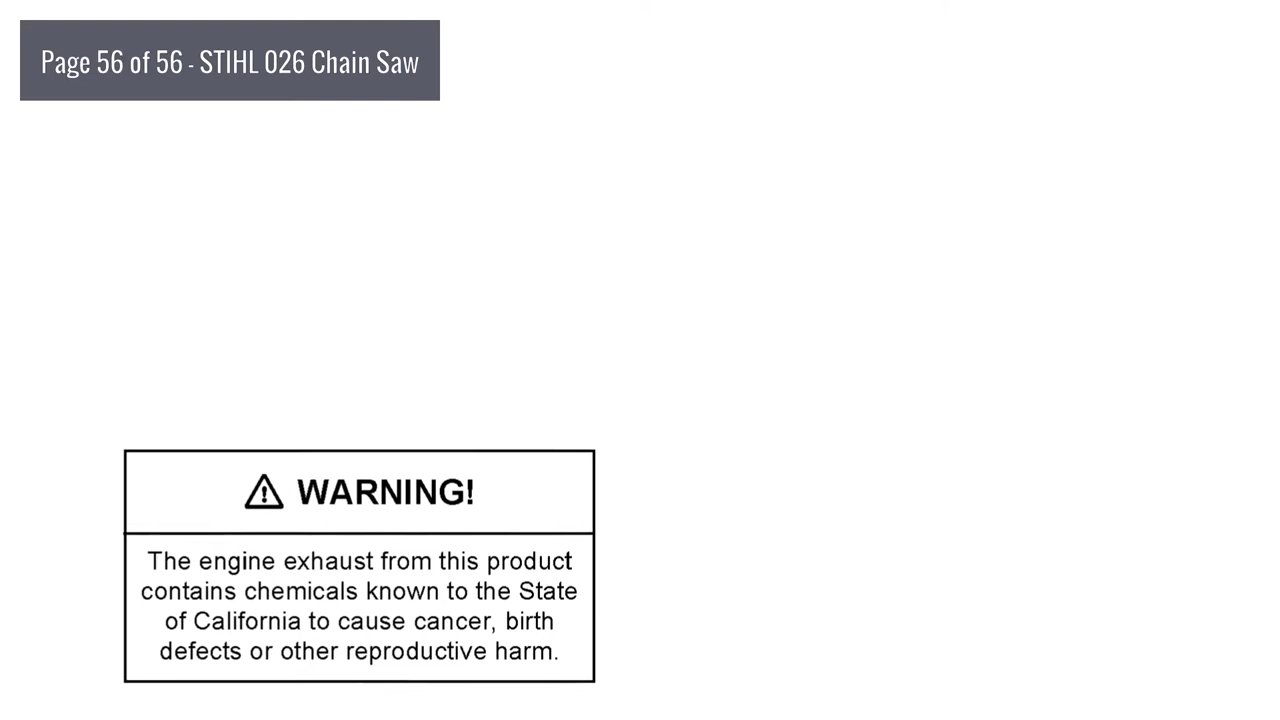 Page 56 of 56 - STIHL 026 Chain Saw
WARNING!
The engine exhaust from this product
contains chemicals known to the State
of California to cause cancer, birth
defects or other reproductive harm.